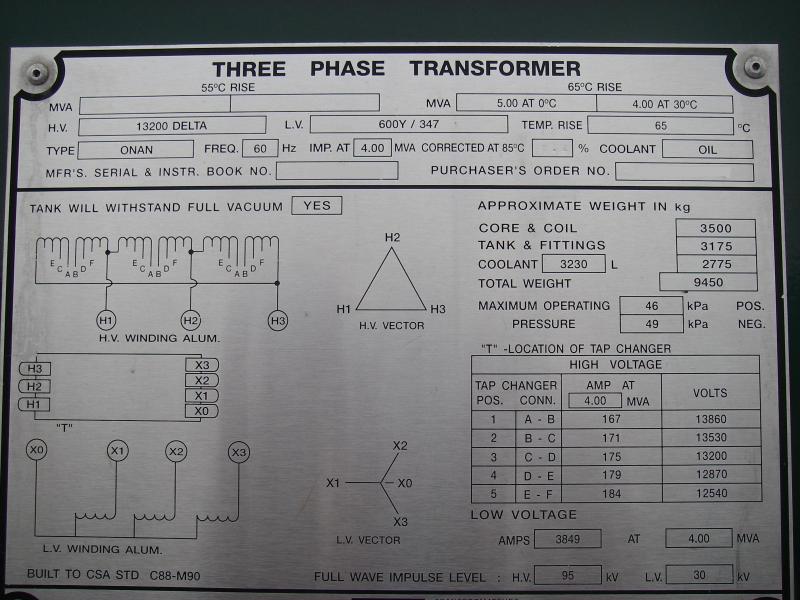 THREE PHASE TRANSFORMER
55°C RISE 65°C RISE
MVA MVA 5.00 AT 0°C 4.00 AT 30°C
H.V. 13200 DELTA L.V. 600Y / 347 TEMP. RISE 65 °C
TYPE ONAN FREQ. 60 Hz IMP. AT 4.00 MVA CORRECTED AT 85°C - - % COOLANT OIL
MFR'S. SERIAL & INSTR. BOOK NO. PURCHASER'S ORDER NO.
TANK WILL WITHSTAND FULL VACUUM YES
E C A B D F E C A B D F E C A B D F
H1 H2 H3
H.V. WINDING ALUM.
H2
H1 H3
H.V. VECTOR
H3 X3
H2 X2
H1 X1
X0
"T"
X0 X1 X2 X3
L.V. WINDING ALUM.
X2
X1 X0
X3
L.V. VECTOR
APPROXIMATE WEIGHT IN kg
CORE & COIL 3500
TANK & FITTINGS 3175
COOLANT 3230 L 2775
TOTAL WEIGHT 9450
MAXIMUM OPERATING 46 kPa POS.
PRESSURE 49 kPa NEG.
"T" -LOCATION OF TAP CHANGER
HIGH VOLTAGE
TAP CHANGER AMP AT VOLTS
POS. CONN. 4.00 MVA
1 A - B 167 13860
2 B - C 171 13530
3 C - D 175 13200
4 D - E 179 12870
5 E - F 184 12540
LOW VOLTAGE
AMPS 3849 AT 4.00 MVA
BUILT TO CSA STD C88-M90 FULL WAVE IMPULSE LEVEL : H.V. 95 kV L.V. 30 kV